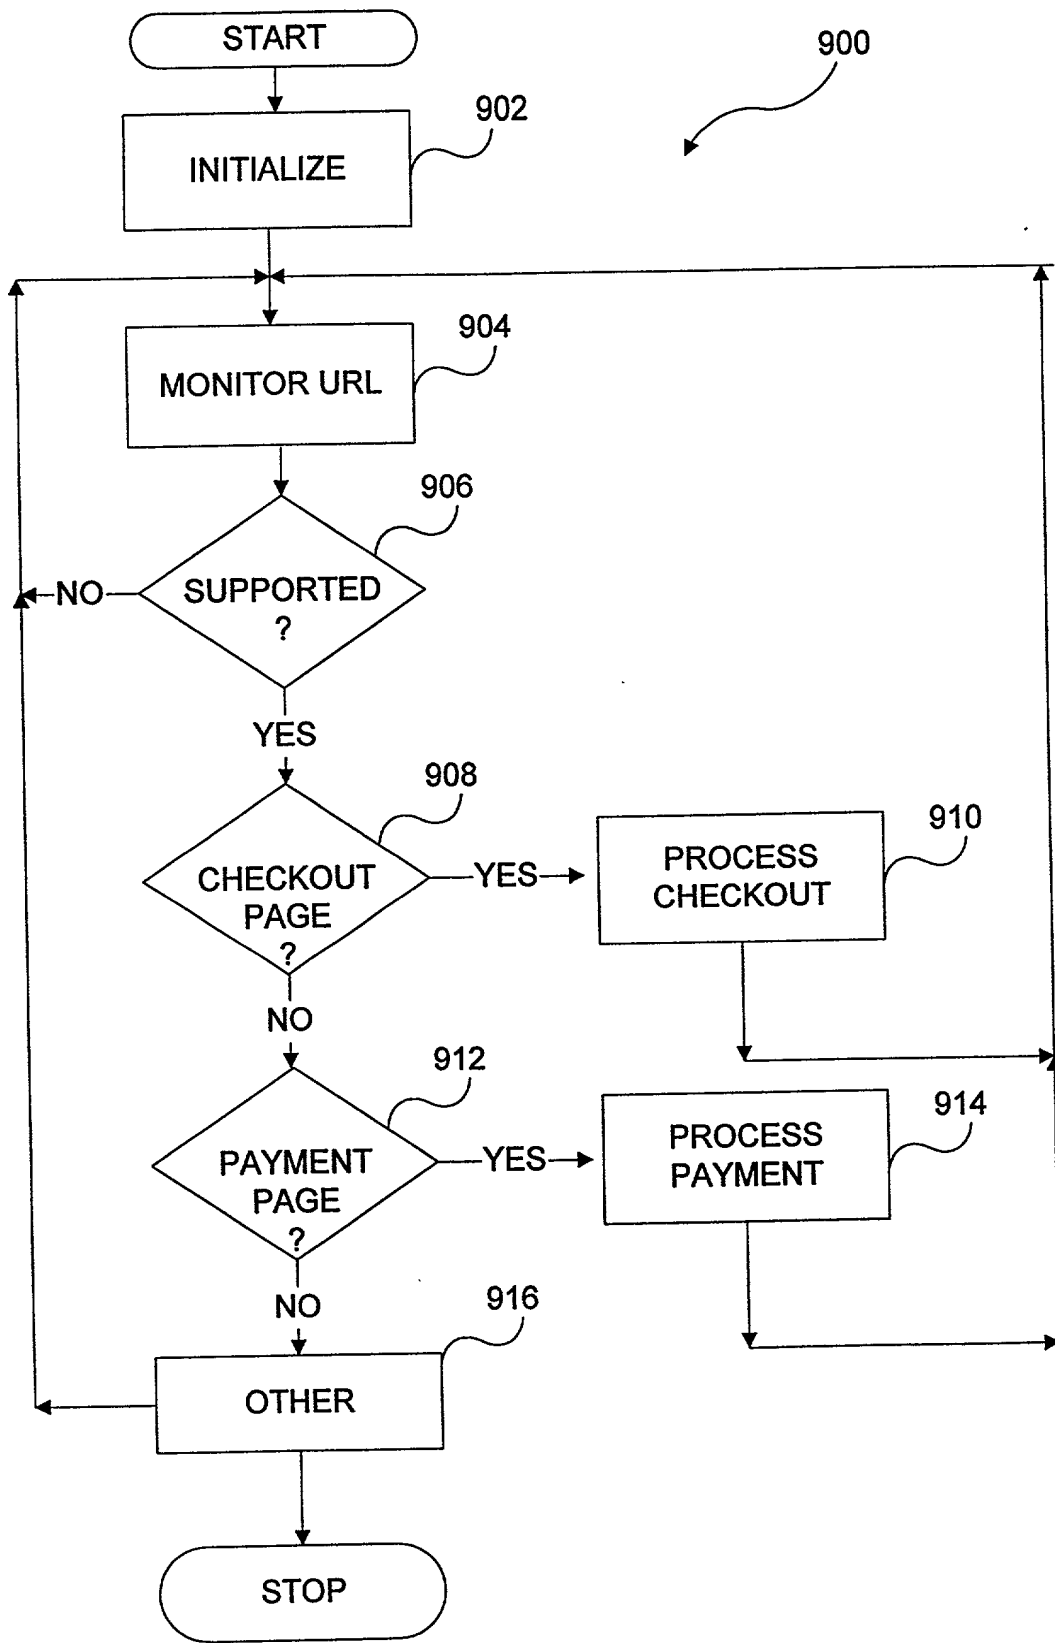 START
900
902
INITIALIZE
904
MONITOR URL
906
NO
SUPPORTED
?
YES
908
CHECKOUT
PAGE
?
YES
910
PROCESS
CHECKOUT
NO
912
PAYMENT
PAGE
?
YES
914
PROCESS
PAYMENT
NO
916
OTHER
STOP